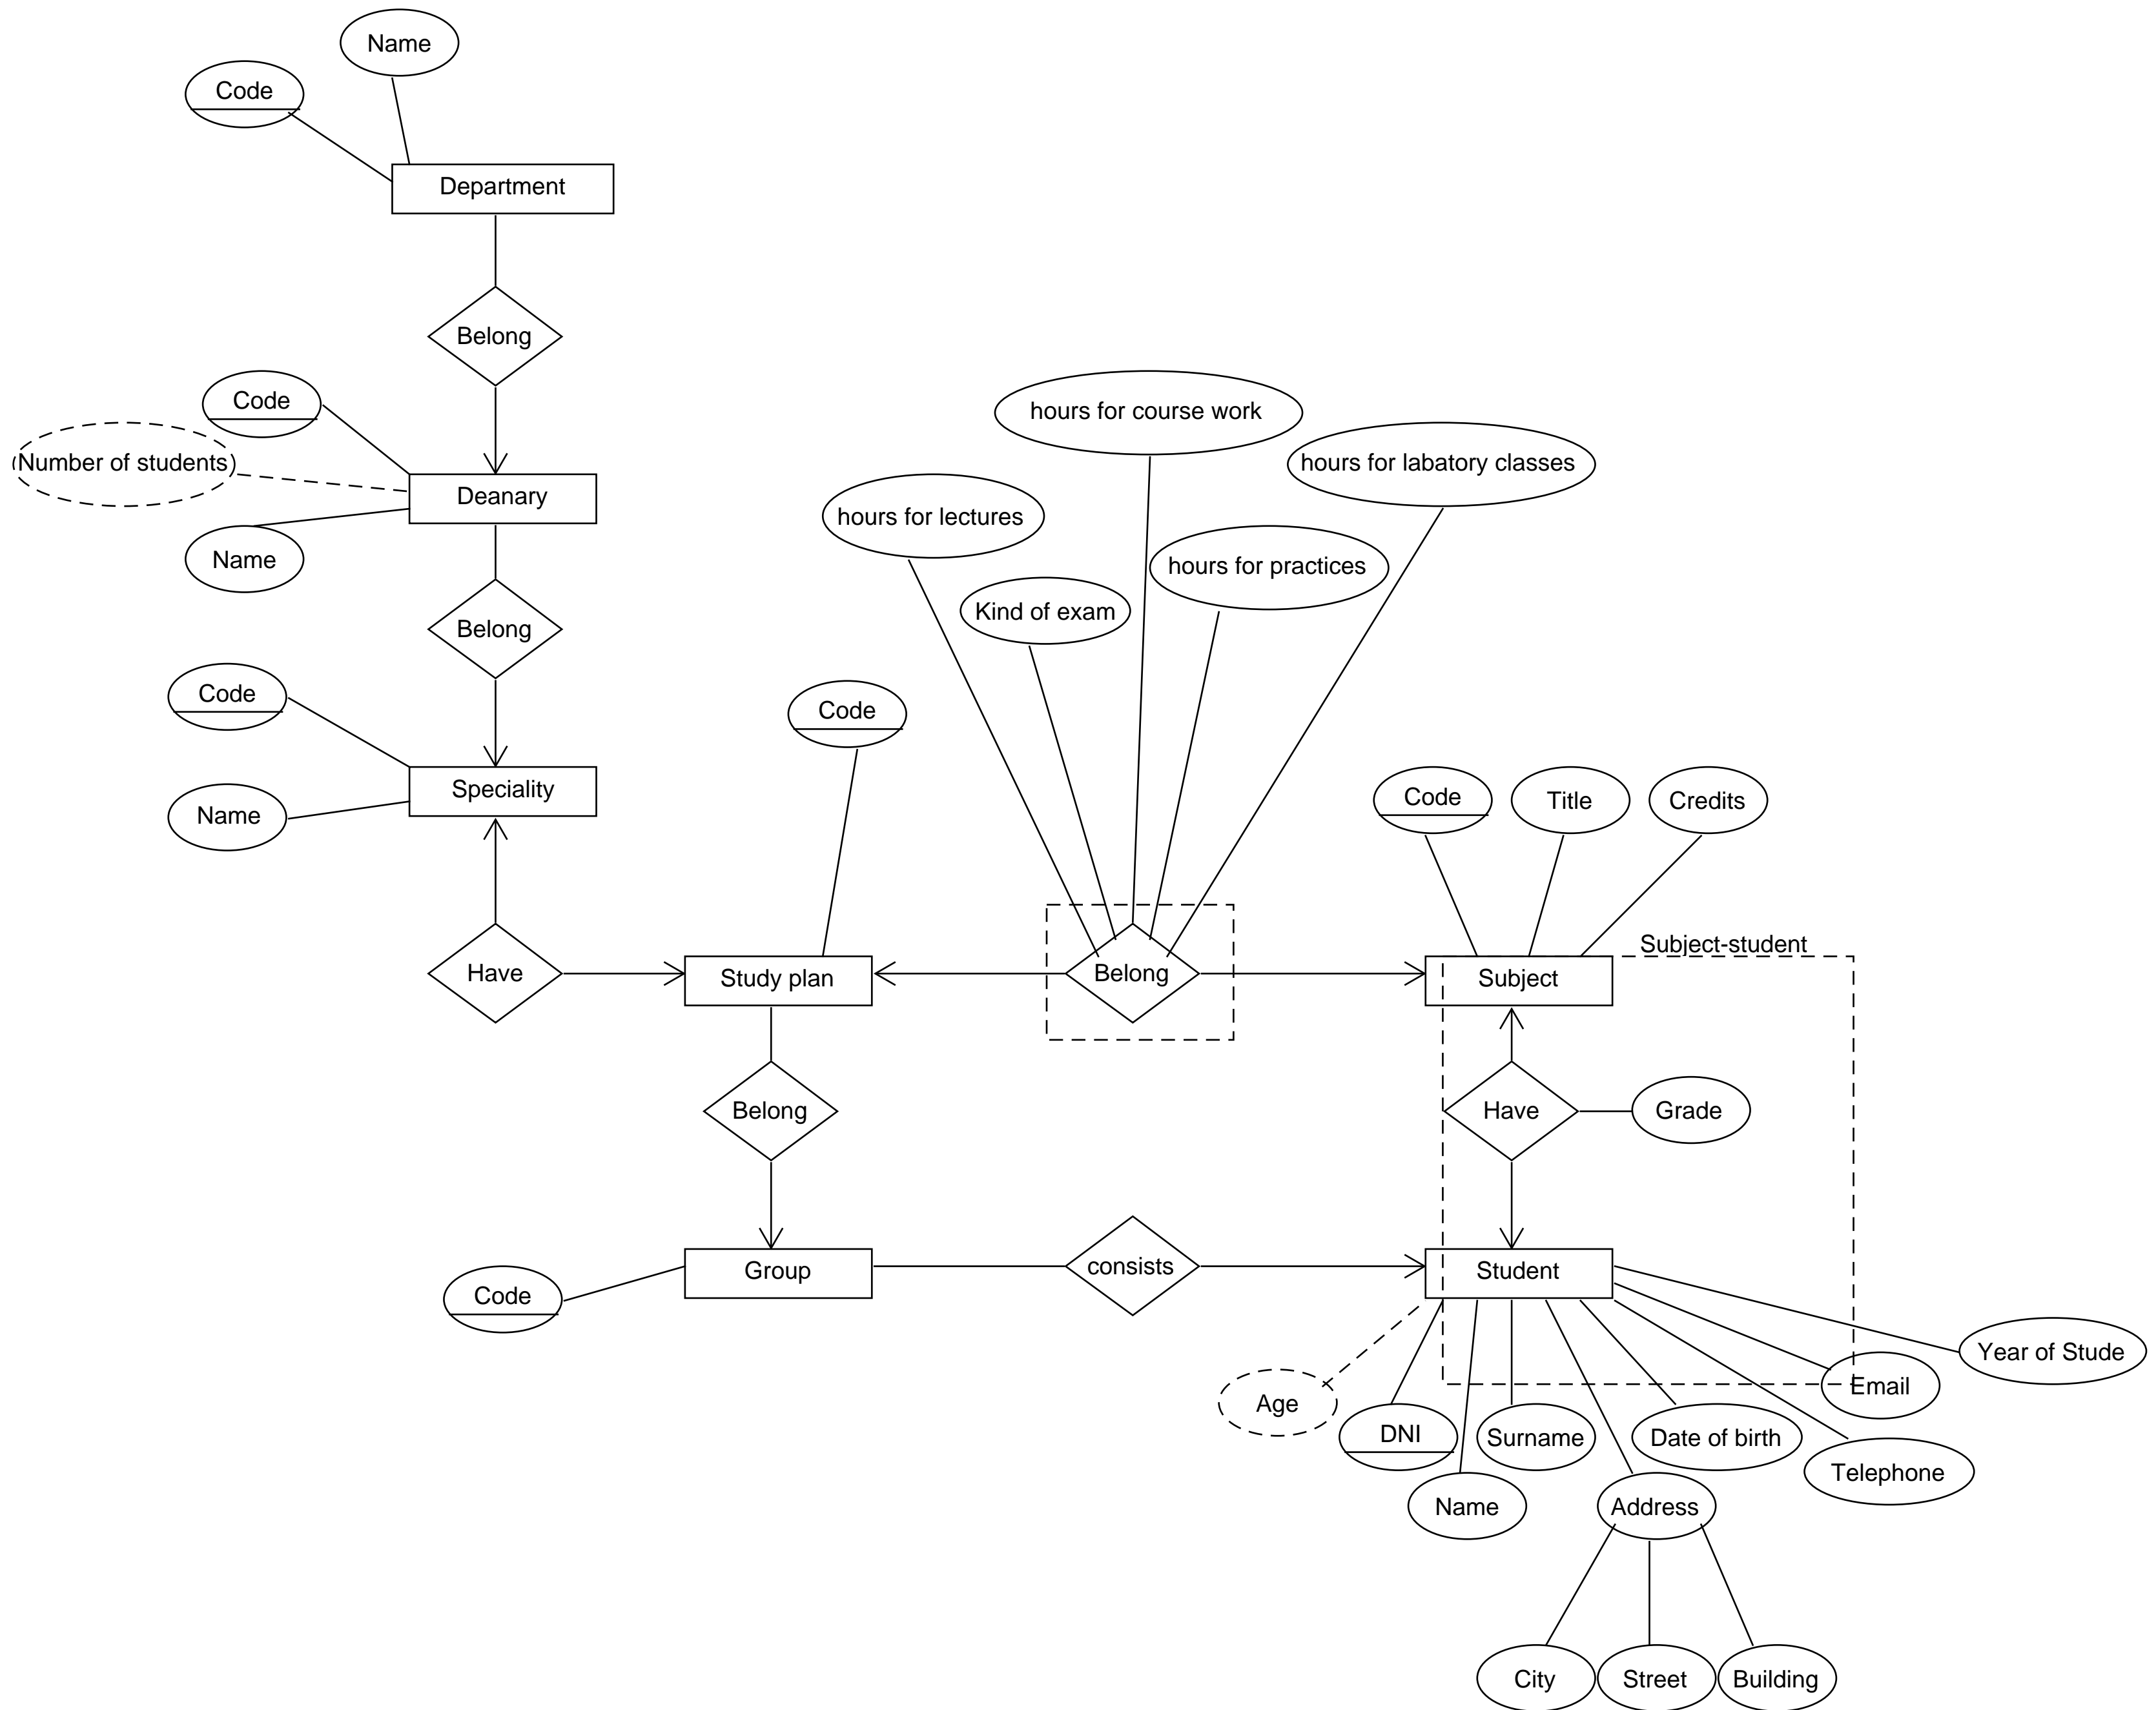 Name
Code
Department
Belong
Code
Number of students
Deanary
Name
hours for course work
hours for labatory classes
hours for lectures
hours for practices
Kind of exam
Belong
Code
Name
Speciality
Code
Code
Title
Credits
Subject-student
Have
Study plan
Belong
Subject
Belong
Have
Grade
Code
Group
consists
Student
Year of Stude
Email
Age
DNI
Surname
Date of birth
Telephone
Name
Address
City
Street
Building